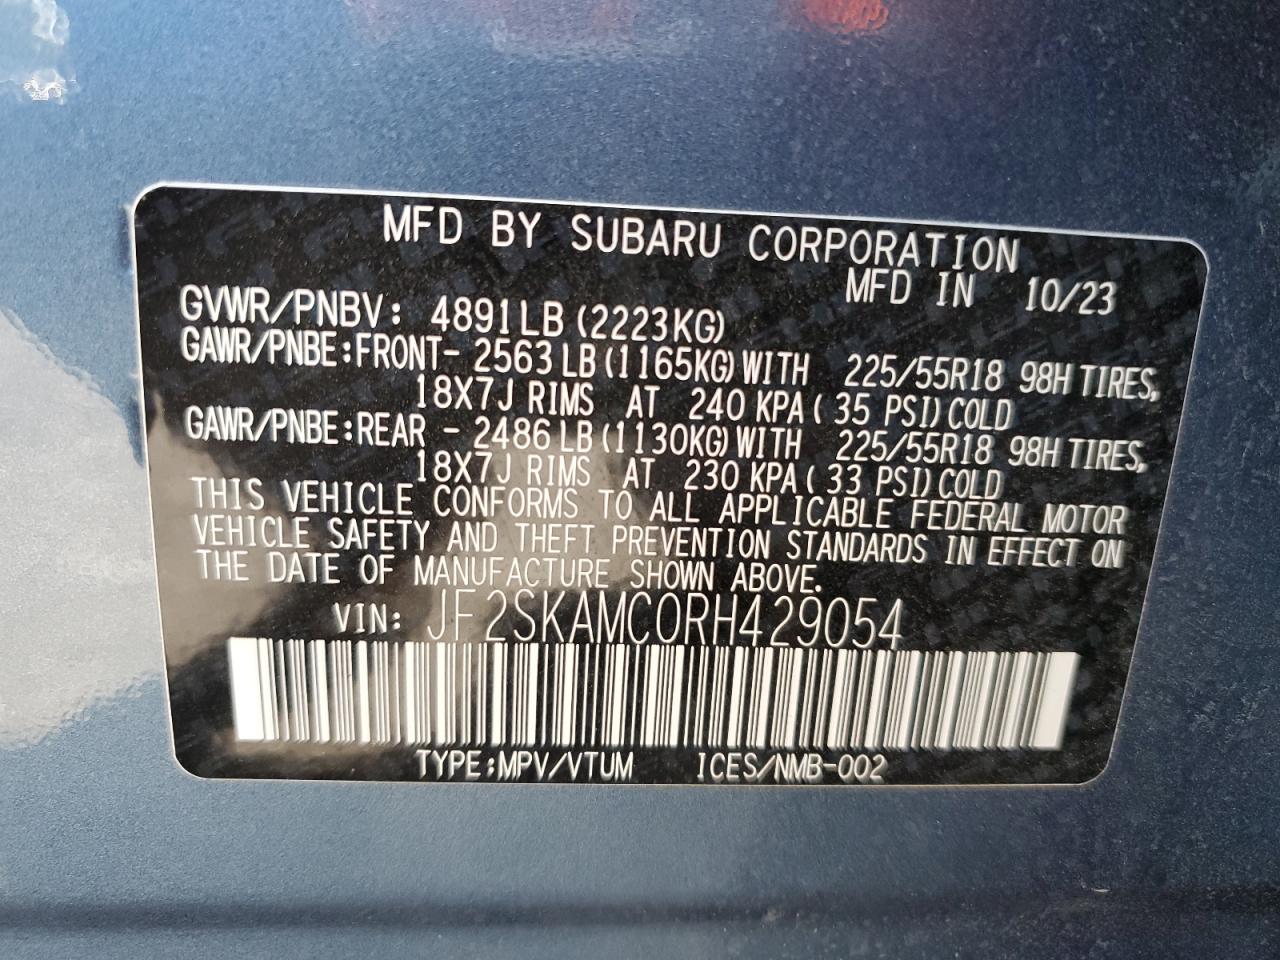 MFD BY SUBARU CORPORATION
MFD IN 10/23
GVWR/PNBV: 4891LB (2223KG)
GAWR/PNBE:FRONT- 2563 LB (1165KG) WITH 225/55R18 98H TIRES,
18X7J RIMS AT 240 KPA ( 35 PSI) COLD
GAWR/PNBE:REAR - 2486 LB (1130KG) WITH 225/55R18 98H TIRES,
18X7J RIMS AT 230 KPA ( 33 PSI) COLD
THIS VEHICLE CONFORMS TO ALL APPLICABLE FEDERAL MOTOR
VEHICLE SAFETY AND THEFT PREVENTION STANDARDS IN EFFECT ON
THE DATE OF MANUFACTURE SHOWN ABOVE.
VIN: JF2SKAMC0RH429054
TYPE:MPV/VTUM ICES/NMB-002